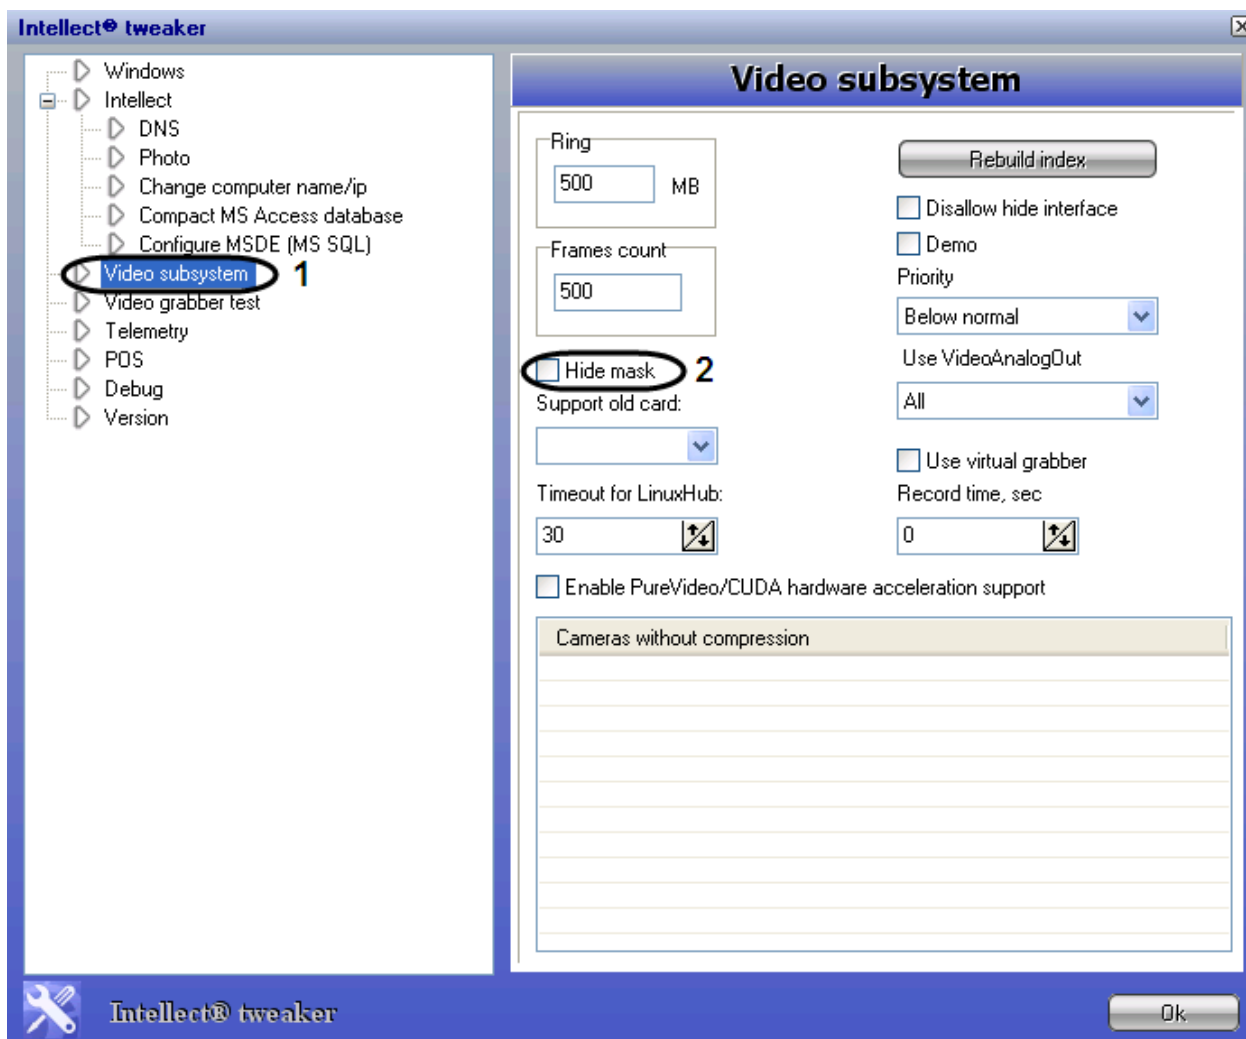 Intellect® tweaker
Windows
Intellect
DNS
Photo
Change computer name/ip
Compact MS Access database
Configure MSDE (MS SQL)
Video subsystem 1
Video grabber test
Telemetry
POS
Debug
Version
Video subsystem
Ring
500 MB
Frames count
500
Hide mask 2
Support old card:
Timeout for LinuxHub:
30
Rebuild index
Disallow hide interface
Demo
Priority
Below normal
Use VideoAnalogOut
All
Use virtual grabber
Record time, sec
0
Enable PureVideo/CUDA hardware acceleration support
Cameras without compression
Intellect® tweaker
Ok